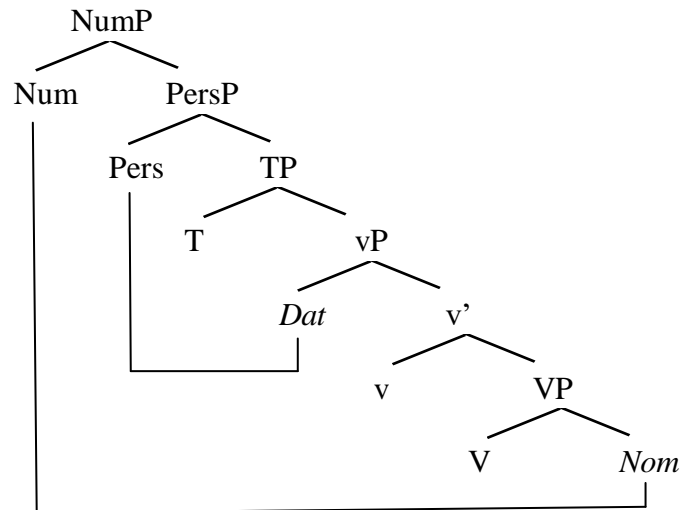 NumP
Num PersP
Pers TP
T vP
Dat v’
v VP
V Nom